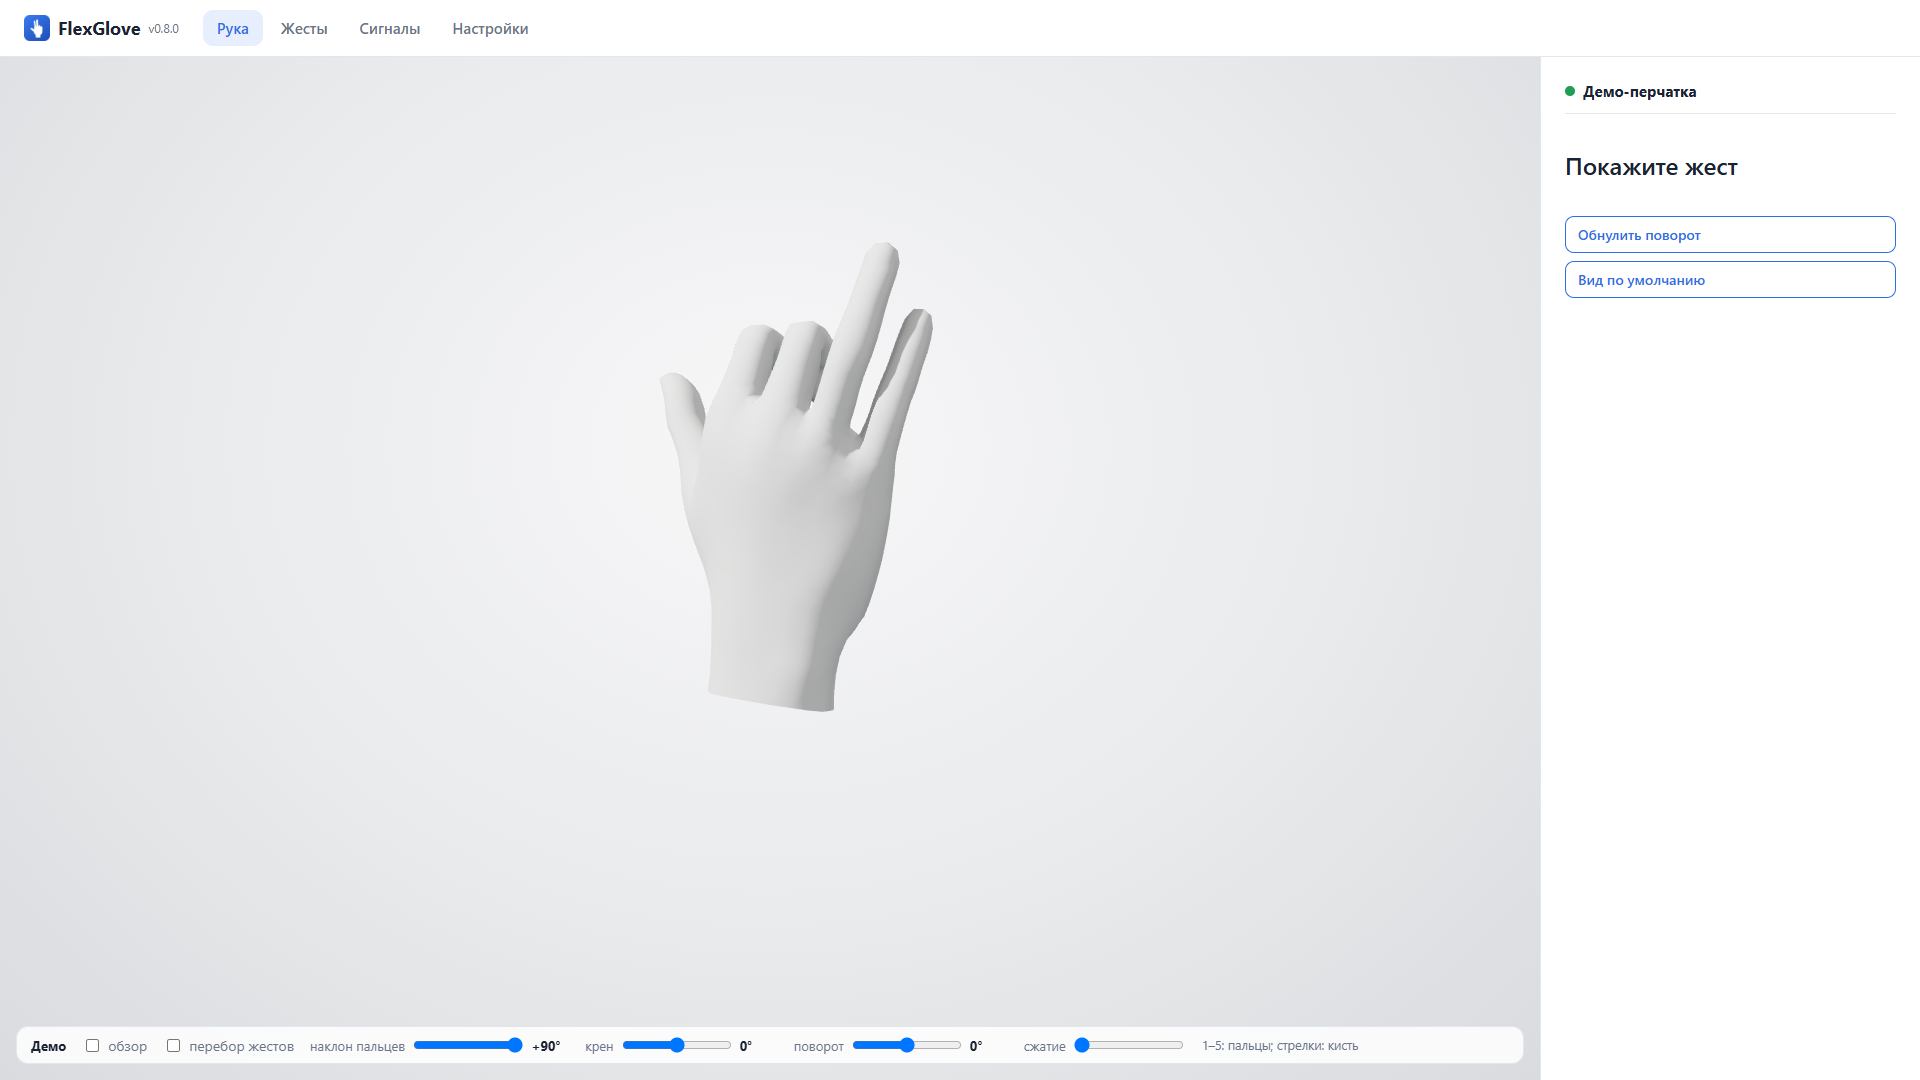 FlexGlove v0.8.0 Рука Жесты Сигналы Настройки
Демо-перчатка
Покажите жест
Обнулить поворот
Вид по умолчанию
Демо обзор перебор жестов наклон пальцев +90° крен 0° поворот 0° сжатие 1–5: пальцы; стрелки: кисть